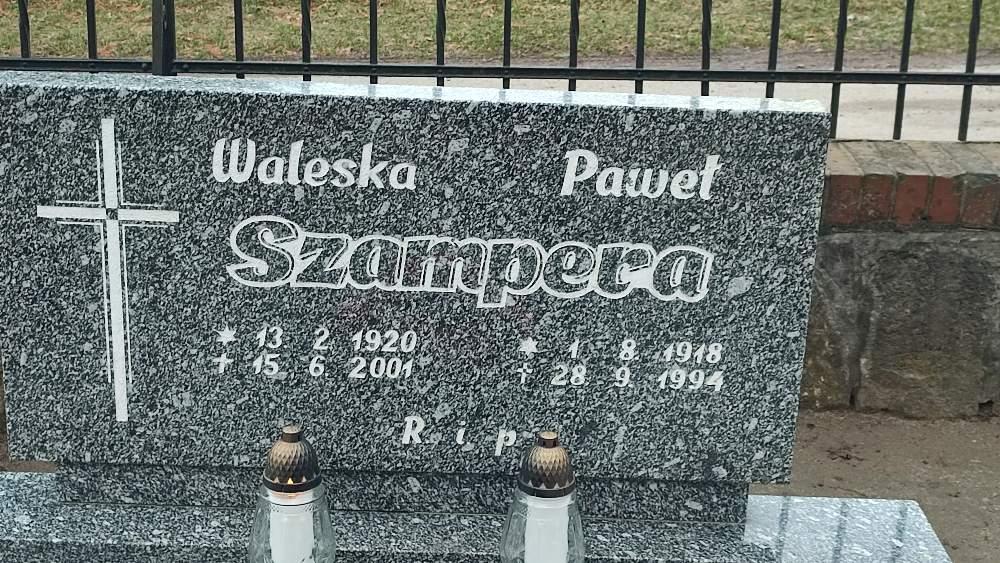 Waleska Paweł
Szampera
* 13 2 1920 * 1 8 1918
† 15 6 2001 † 28 9 1994
R i p